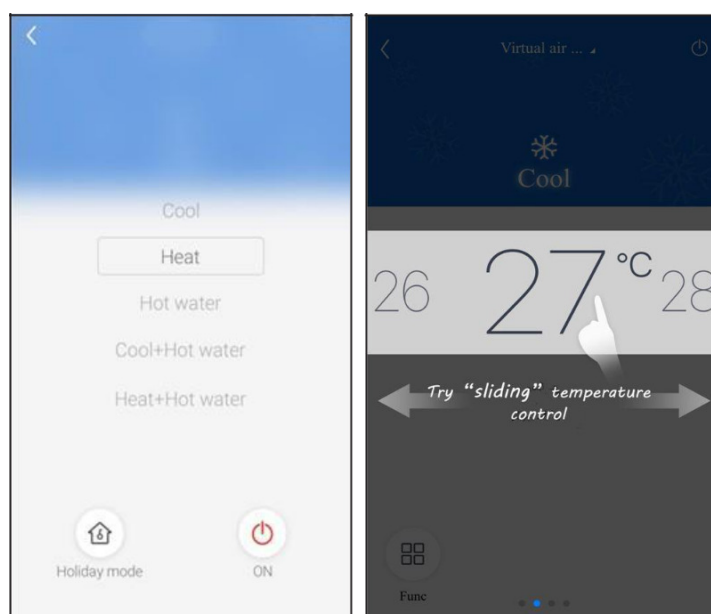 Cool
Heat
Hot water
Cool+Hot water
Heat+Hot water
Holiday mode
ON
Virtual air ...
Cool
26
27°C
28
Try “sliding” temperature
control
Func